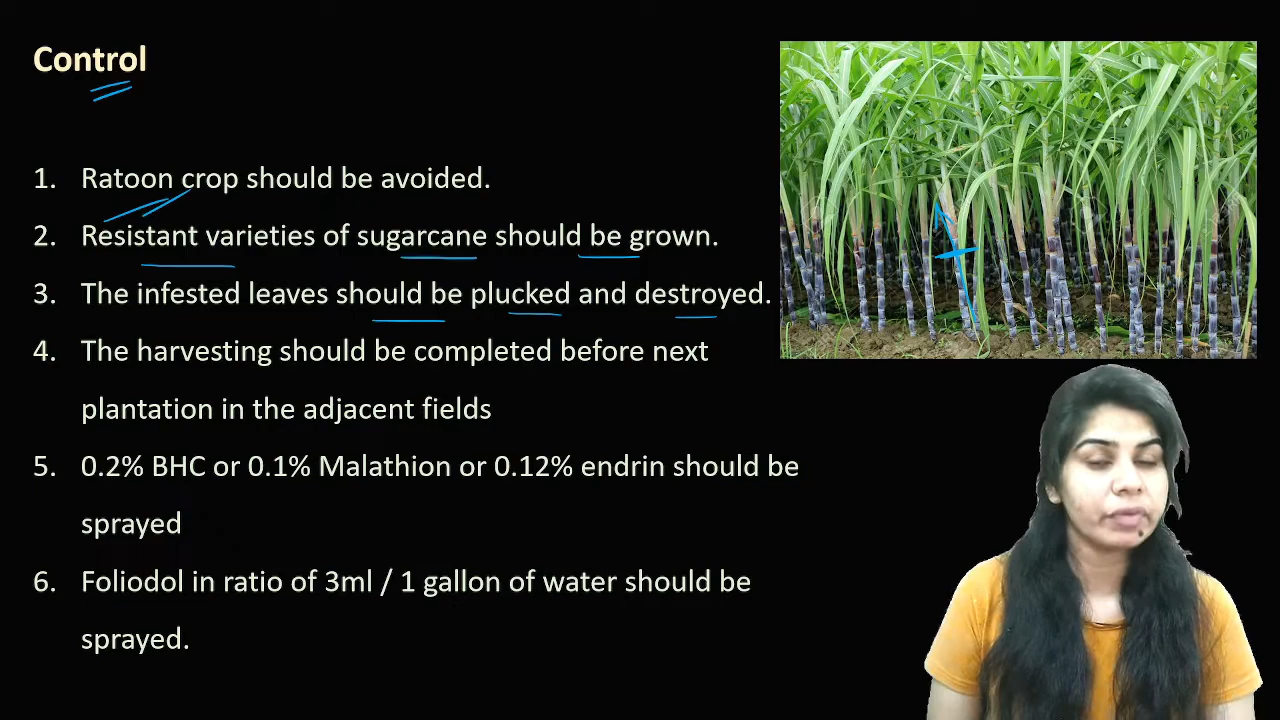 Control
1. Ratoon crop should be avoided.
2. Resistant varieties of sugarcane should be grown.
3. The infested leaves should be plucked and destroyed.
4. The harvesting should be completed before next
plantation in the adjacent fields
5. 0.2% BHC or 0.1% Malathion or 0.12% endrin should be
sprayed
6. Foliodol in ratio of 3ml / 1 gallon of water should be
sprayed.